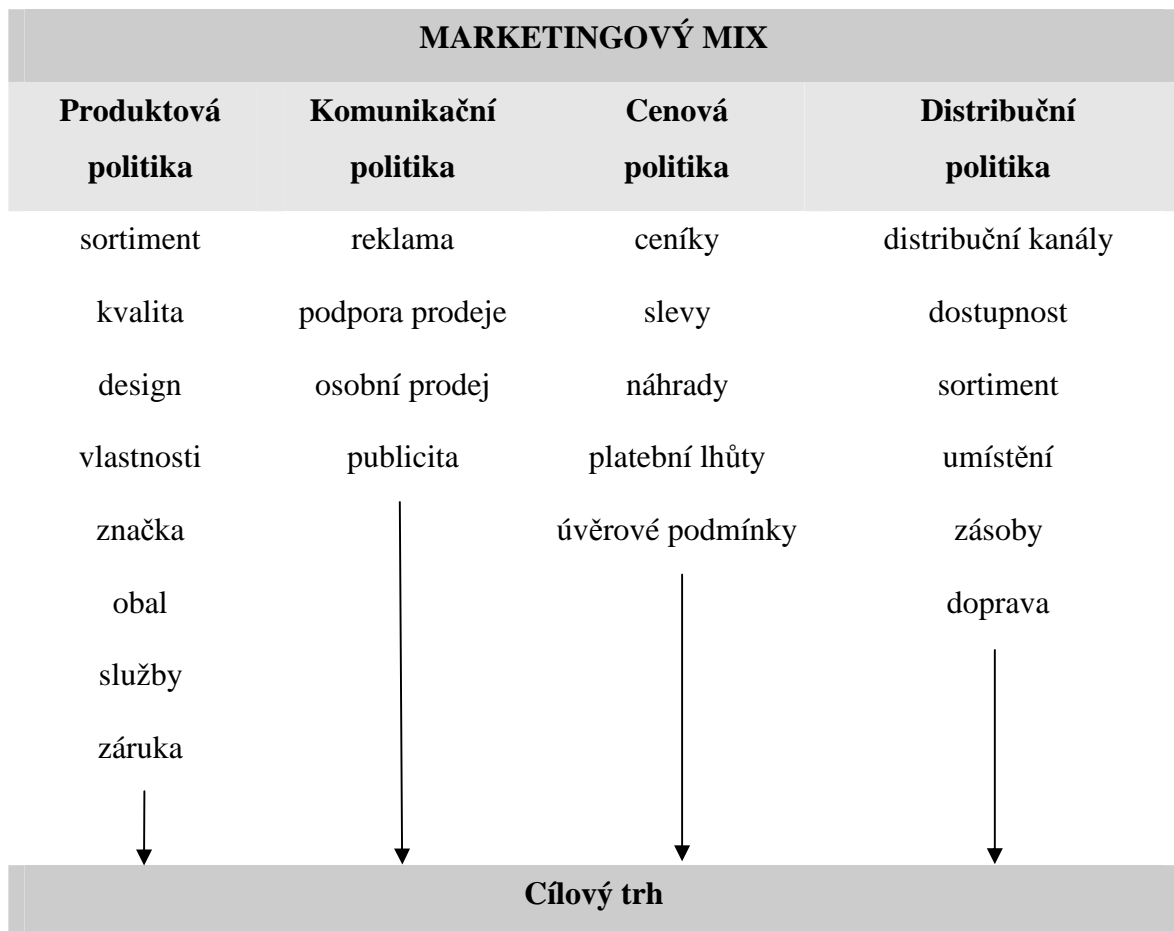 MARKETINGOVÝ MIX
Produktová politika
Komunikační politika
Cenová politika
Distribuční politika
sortiment reklama ceníky distribuční kanály
kvalita podpora prodeje slevy dostupnost
design osobní prodej náhrady sortiment
vlastnosti publicita platební lhůty umístění
značka úvěrové podmínky zásoby
obal doprava
služby
záruka
Cílový trh